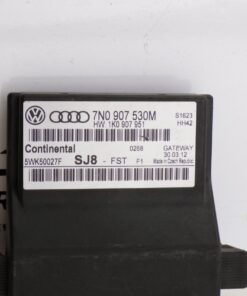 7N0 907 530M
HW: 1K0 907 951
S1623
HH42
H
Continental
0268
GATEWAY
30.03.12
5WK50027F
SJ8 - FST
F1
Made in Czech Republic